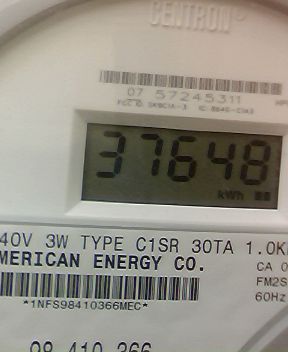 CENTRON®
07 57245311
37648
kWh
40V 3W TYPE C1SR 30TA 1.0K
MERICAN ENERGY CO.
CA 0
FM2S
*1NFS98410366MEC*
60Hz
98 410 366